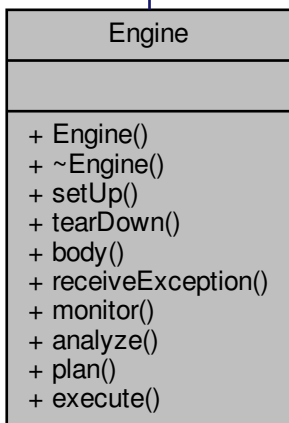 Engine
+ Engine()
+ ~Engine()
+ setUp()
+ tearDown()
+ body()
+ receiveException()
+ monitor()
+ analyze()
+ plan()
+ execute()